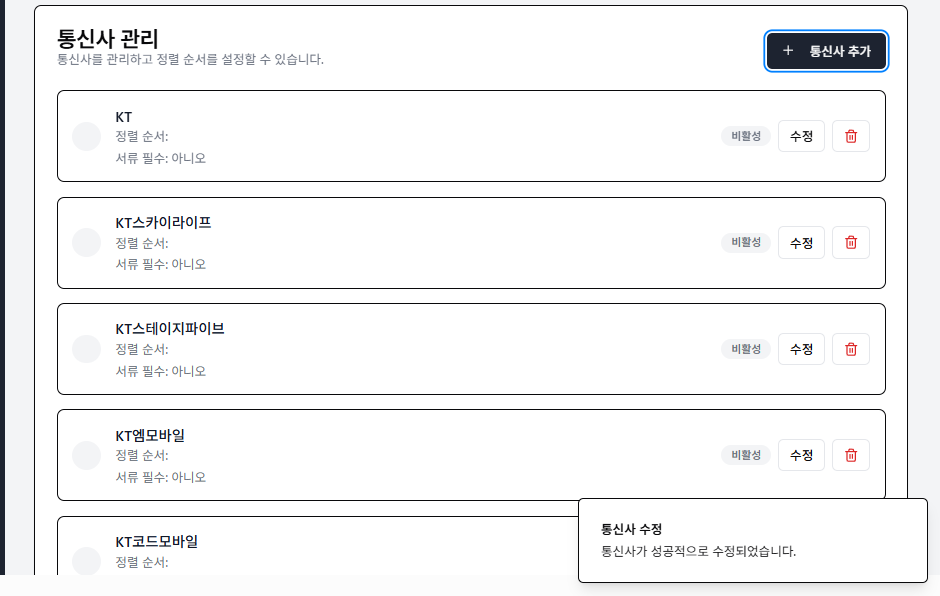 통신사 관리
통신사를 관리하고 정렬 순서를 설정할 수 있습니다.
+ 통신사 추가
KT
정렬 순서:
서류 필수: 아니오
비활성 수정
KT스카이라이프
정렬 순서:
서류 필수: 아니오
비활성 수정
KT스테이지파이브
정렬 순서:
서류 필수: 아니오
비활성 수정
KT엠모바일
정렬 순서:
서류 필수: 아니오
비활성 수정
KT코드모바일
정렬 순서:
통신사 수정
통신사가 성공적으로 수정되었습니다.